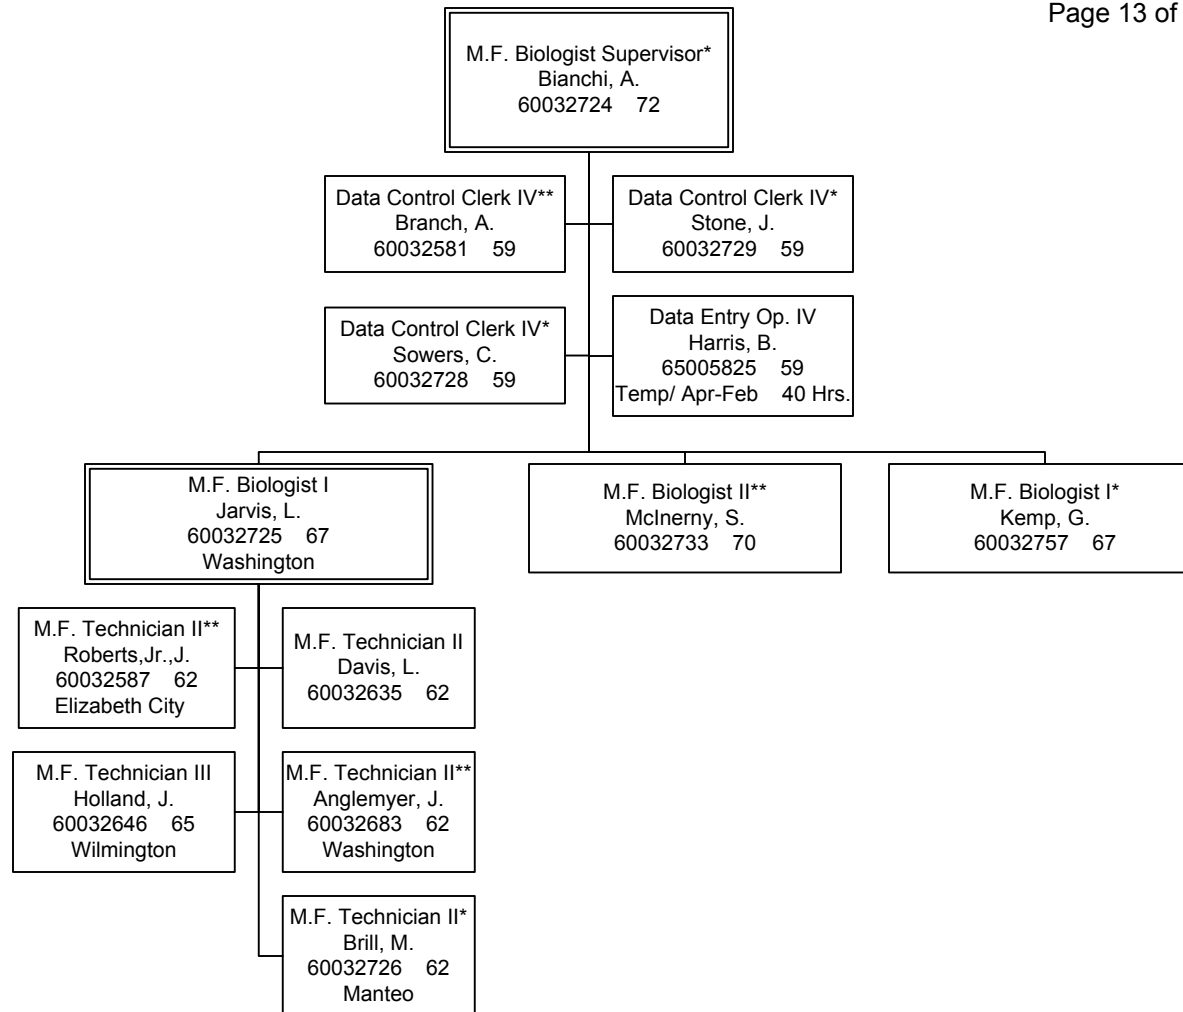 Page 13 of
M.F. Biologist Supervisor*
Bianchi, A.
60032724 72
Data Control Clerk IV**
Branch, A.
60032581 59
Data Control Clerk IV*
Stone, J.
60032729 59
Data Control Clerk IV*
Sowers, C.
60032728 59
Data Entry Op. IV
Harris, B.
65005825 59
Temp/ Apr-Feb 40 Hrs.
M.F. Biologist I
Jarvis, L.
60032725 67
Washington
M.F. Biologist II**
McInerny, S.
60032733 70
M.F. Biologist I*
Kemp, G.
60032757 67
M.F. Technician II**
Roberts,Jr.,J.
60032587 62
Elizabeth City
M.F. Technician II
Davis, L.
60032635 62
M.F. Technician III
Holland, J.
60032646 65
Wilmington
M.F. Technician II**
Anglemyer, J.
60032683 62
Washington
M.F. Technician II*
Brill, M.
60032726 62
Manteo